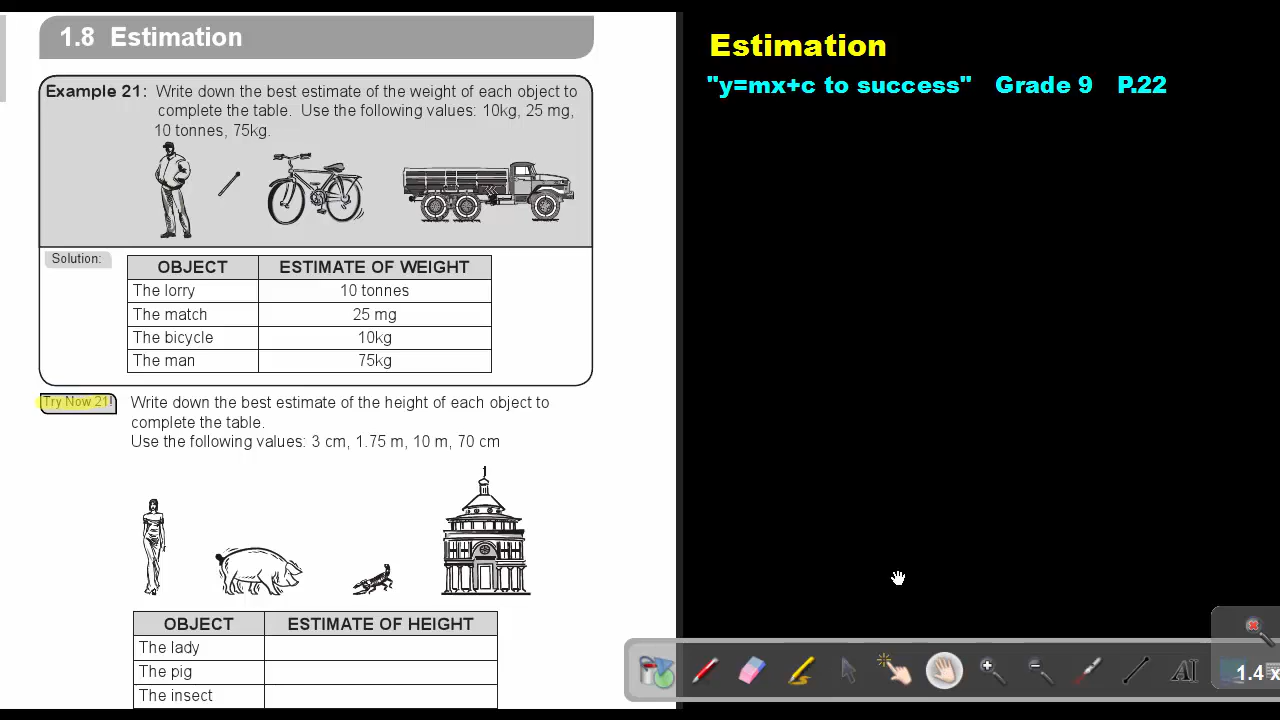 1.8 Estimation
Example 21: Write down the best estimate of the weight of each object to
complete the table. Use the following values: 10kg, 25 mg,
10 tonnes, 75kg.
Solution:
OBJECT ESTIMATE OF WEIGHT
The lorry 10 tonnes
The match 25 mg
The bicycle 10kg
The man 75kg
Try Now 21! Write down the best estimate of the height of each object to
complete the table.
Use the following values: 3 cm, 1.75 m, 10 m, 70 cm
OBJECT ESTIMATE OF HEIGHT
The lady
The pig
The insect
Estimation
"y=mx+c to success" Grade 9 P.22
AI
1.4 x